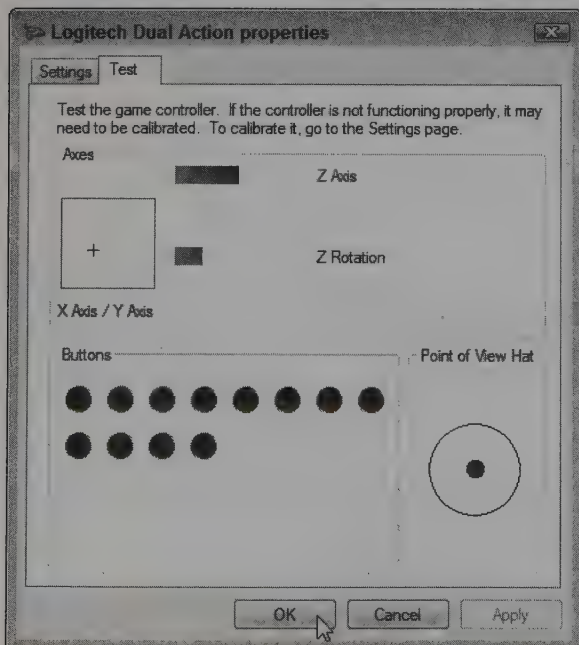 Logitech Dual Action properties
Settings Test
Test the game controller. If the controller is not functioning properly, it may
need to be calibrated. To calibrate it, go to the Settings page.
Axes
Z Axis
Z Rotation
X Axis / Y Axis
Buttons
Point of View Hat
OK Cancel Apply